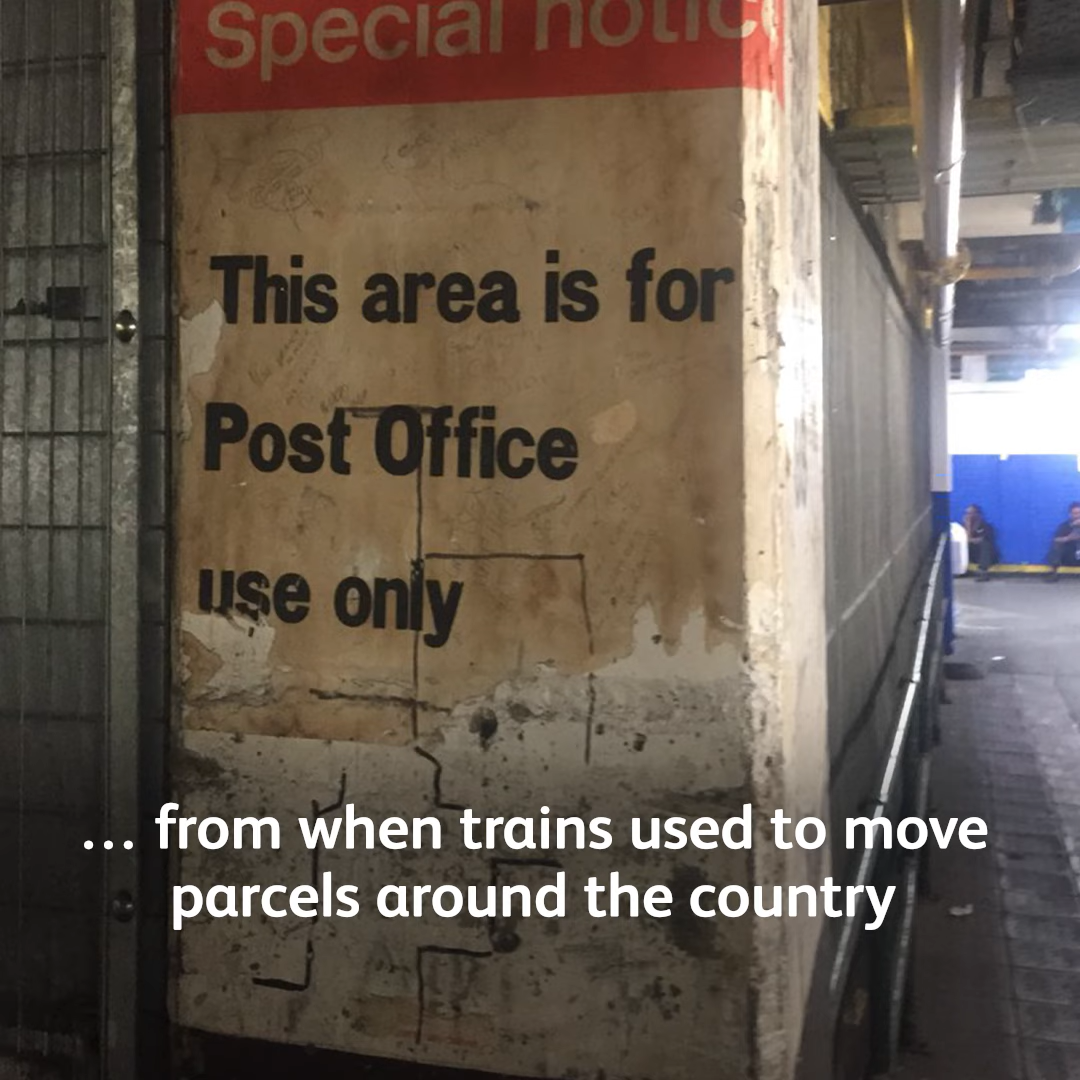 Special notice
This area is for
Post Office
use only
... from when trains used to move
parcels around the country